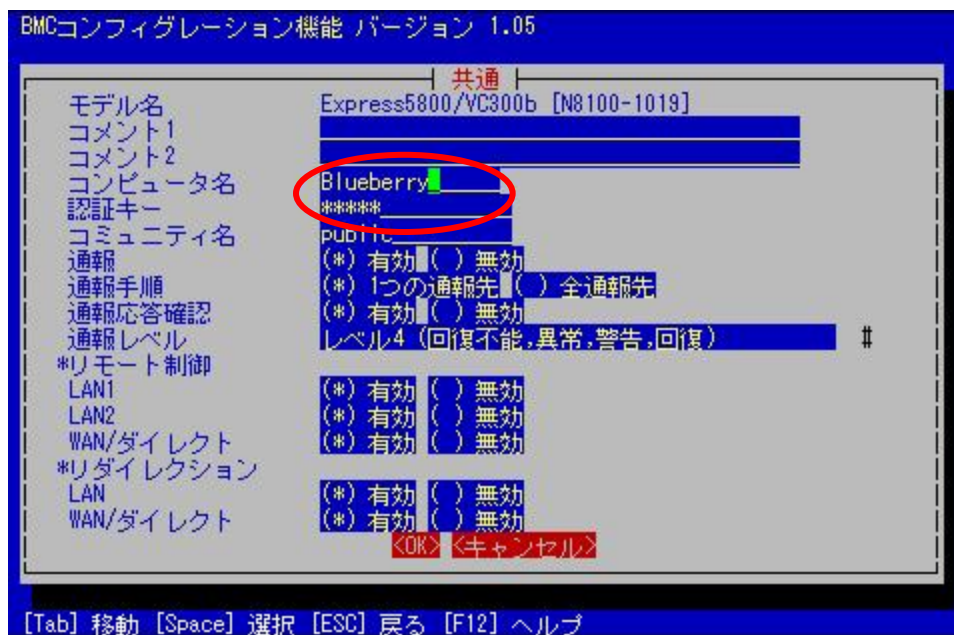 BMCコンフィグレーション機能 バージョン 1.05
共通
モデル名 Express5800/VC300b [N8100-1019]
コメント1
コメント2
コンピュータ名 Blueberry
認証キー *****
コミュニティ名 public
通報 (*) 有効 ( ) 無効
通報手順 (*) 1つの通報先 ( ) 全通報先
通報応答確認 (*) 有効 ( ) 無効
通報レベル レベル4 (回復不能,異常,警告,回復) #
*リモート制御
LAN1 (*) 有効 ( ) 無効
LAN2 (*) 有効 ( ) 無効
WAN/ダイレクト (*) 有効 ( ) 無効
*リダイレクション
LAN (*) 有効 ( ) 無効
WAN/ダイレクト (*) 有効 ( ) 無効
<OK> <キャンセル>
[Tab] 移動 [Space] 選択 [ESC] 戻る [F12] ヘルプ